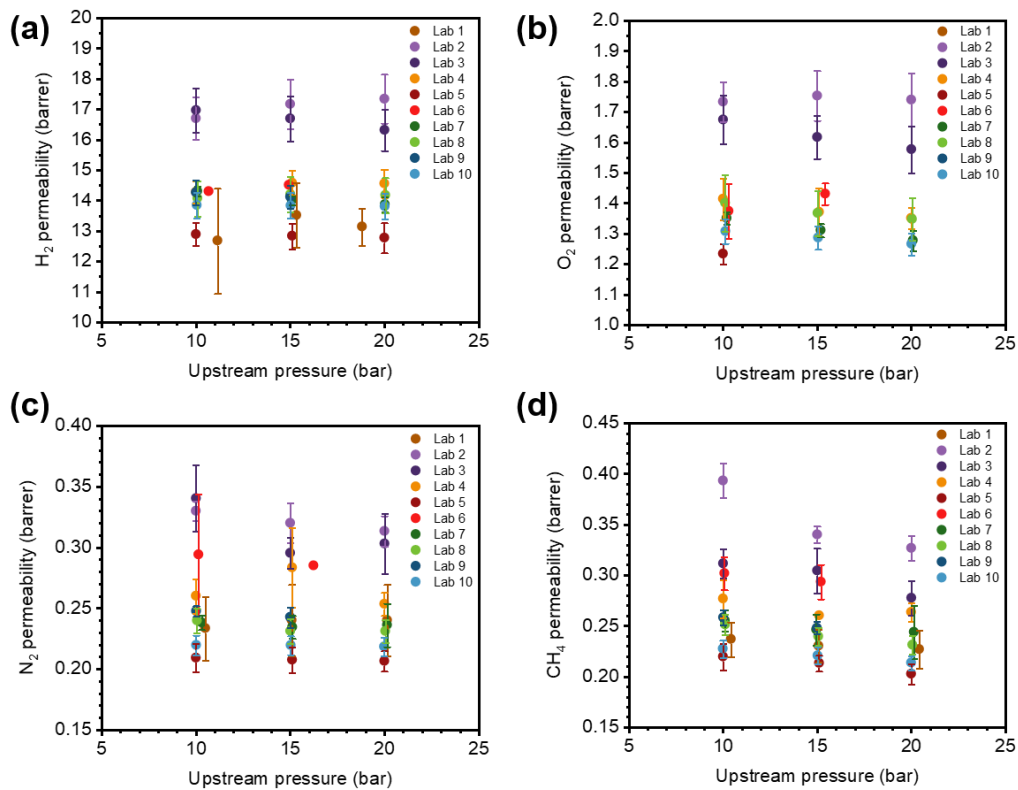 (a)
H2 permeability (barrer)
20
19
18
17
16
15
14
13
12
11
10
5
10
15
20
25
Upstream pressure (bar)
Lab 1
Lab 2
Lab 3
Lab 4
Lab 5
Lab 6
Lab 7
Lab 8
Lab 9
Lab 10
(b)
O2 permeability (barrer)
2.0
1.9
1.8
1.7
1.6
1.5
1.4
1.3
1.2
1.1
1.0
5
10
15
20
25
Upstream pressure (bar)
Lab 1
Lab 2
Lab 3
Lab 4
Lab 5
Lab 6
Lab 7
Lab 8
Lab 9
Lab 10
(c)
N2 permeability (barrer)
0.40
0.35
0.30
0.25
0.20
0.15
5
10
15
20
25
Upstream pressure (bar)
Lab 1
Lab 2
Lab 3
Lab 4
Lab 5
Lab 6
Lab 7
Lab 8
Lab 9
Lab 10
(d)
CH4 permeability (barrer)
0.45
0.40
0.35
0.30
0.25
0.20
0.15
5
10
15
20
25
Upstream pressure (bar)
Lab 1
Lab 2
Lab 3
Lab 4
Lab 5
Lab 6
Lab 7
Lab 8
Lab 9
Lab 10